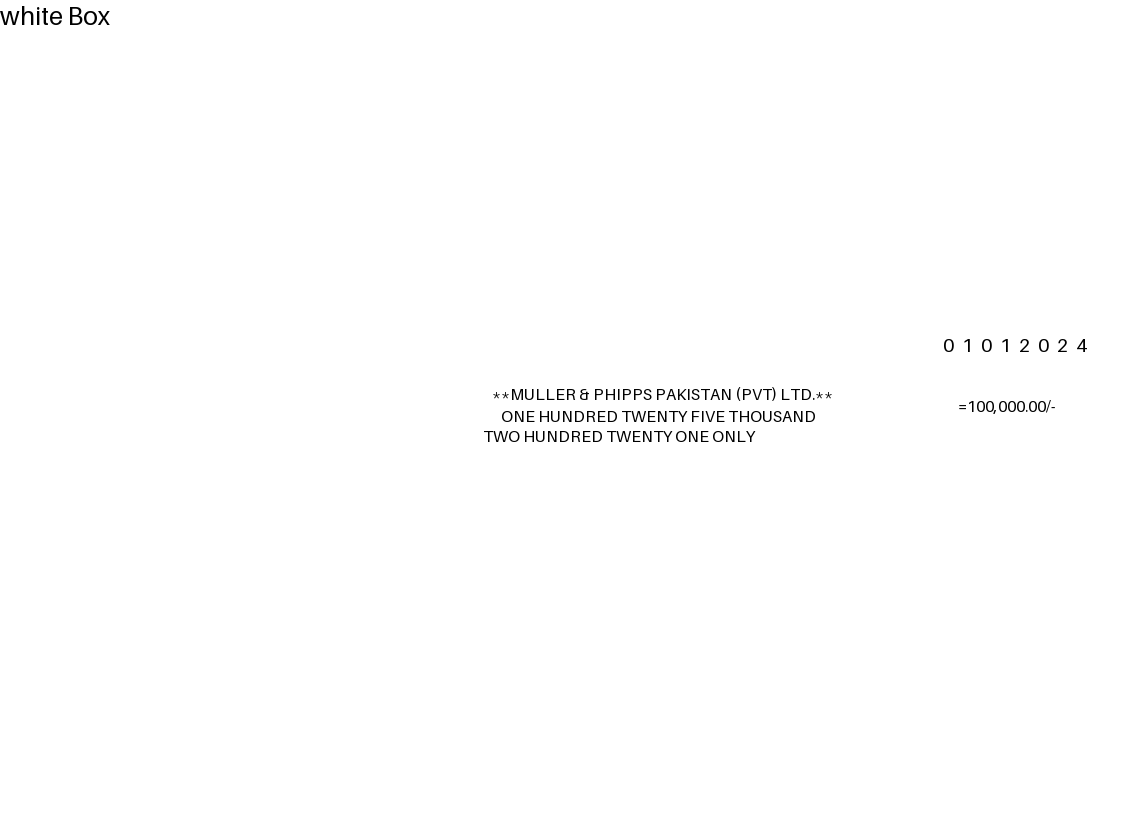 white Box
0 1 0 1 2 0 2 4
**MULLER & PHIPPS PAKISTAN (PVT) LTD.**
=100,000.00/-
ONE HUNDRED TWENTY FIVE THOUSAND
TWO HUNDRED TWENTY ONE ONLY